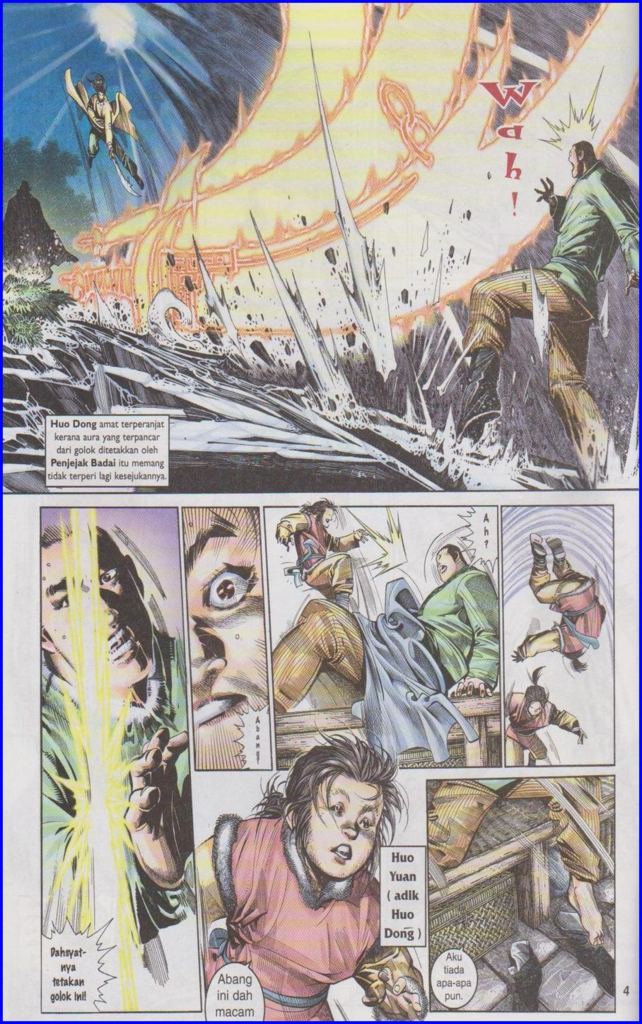 Wah!
Huo Dong amat terperanjat
kerana aura yang terpancar
dari golok ditetakkan oleh
Penjejak Badai itu memang
tidak terperi lagi kesejukannya.
Dahsyat-
nya
tetakan
golok ini!
Abang!
Ah?
Huo
Yuan
( adik
Huo
Dong )
Abang
ini dah
macam
Aku
tiada
apa-apa
pun.
4